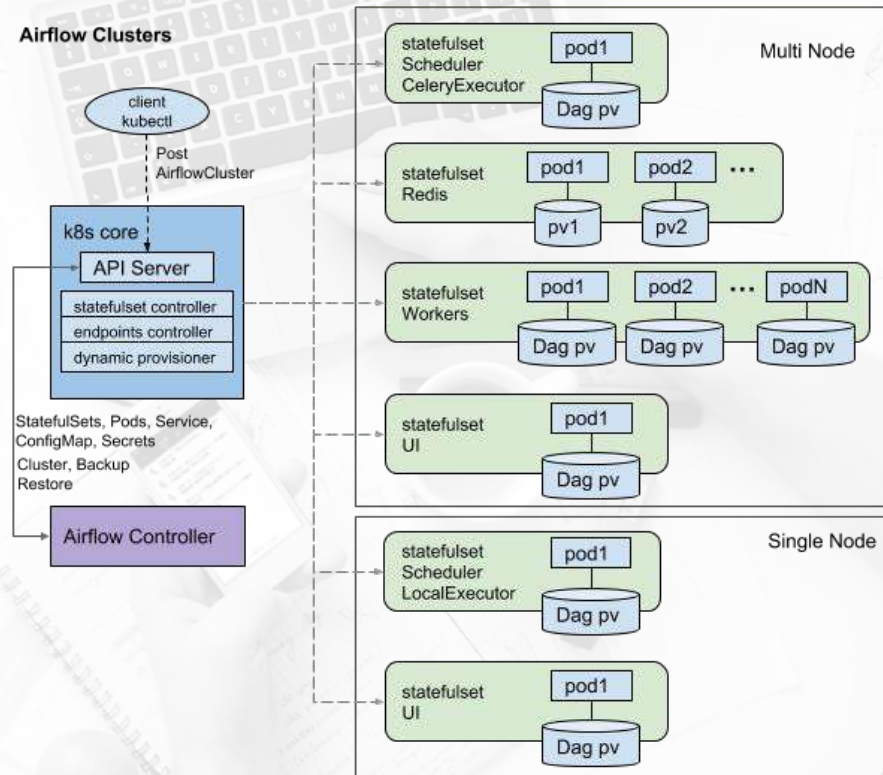 Airflow Clusters
client
kubectl
Post
AirflowCluster
k8s core
API Server
statefulset controller
endpoints controller
dynamic provisioner
StatefulSets, Pods, Service,
ConfigMap, Secrets
Cluster, Backup
Restore
Airflow Controller
Multi Node
statefulset
Scheduler
CeleryExecutor
pod1
Dag pv
statefulset
Redis
pod1
pod2
...
pv1
pv2
statefulset
Workers
pod1
pod2
...
podN
Dag pv
Dag pv
Dag pv
statefulset
UI
pod1
Dag pv
Single Node
statefulset
Scheduler
LocalExecutor
pod1
Dag pv
statefulset
UI
pod1
Dag pv